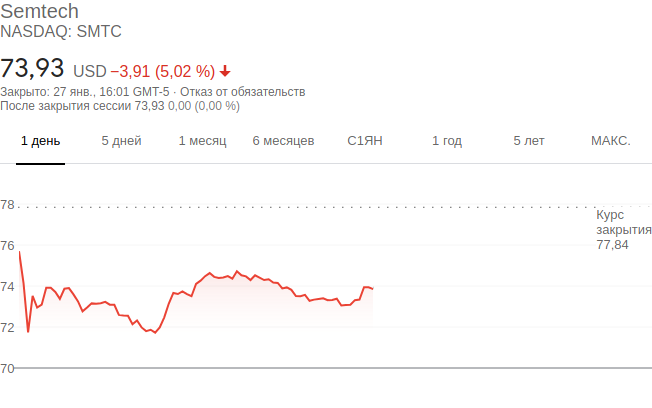 Semtech
NASDAQ: SMTC
73,93 USD −3,91 (5,02 %)
Закрыто: 27 янв., 16:01 GMT-5 · Отказ от обязательств
После закрытия сессии 73,93 0,00 (0,00 %)
1 день 5 дней 1 месяц 6 месяцев С1ЯН 1 год 5 лет МАКС.
78
Курс
закрытия
77,84
76
74
72
70